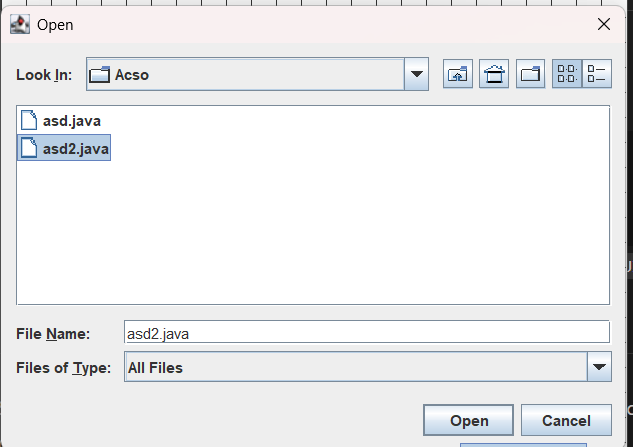 Open
Look In: Acso
asd.java
asd2.java
File Name: asd2.java
Files of Type: All Files
Open Cancel